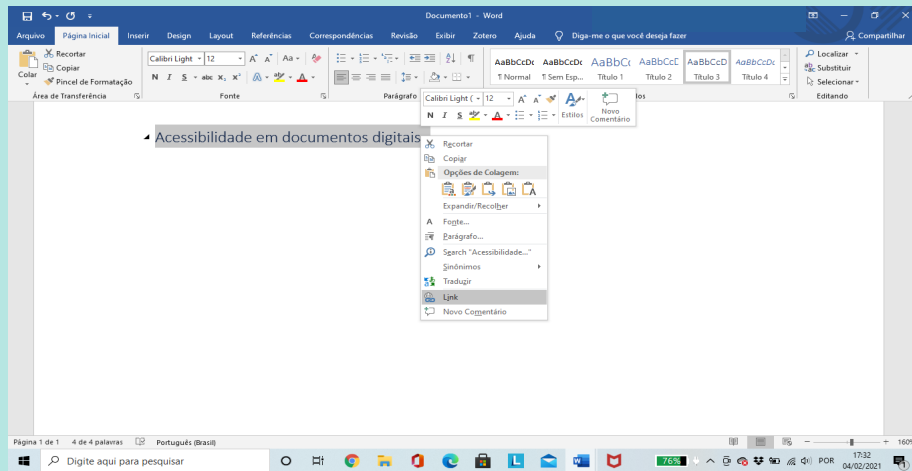 Documento1 - Word
Arquivo Página Inicial Inserir Design Layout Referências Correspondências Revisão Exibir Zotero Ajuda Diga-me o que você deseja fazer Compartilhar
Colar
Recortar
Copiar
Pincel de Formatação
Área de Transferência
Calibri Light 12
N I S abc X₂ X²
Fonte
Parágrafo
AaBbCcDc AaBbCcDc AaBbC( AaBbCcE AaBbCcD AaBbCcDc
¶ Normal ¶ Sem Esp... Título 1 Título 2 Título 3 Título 4
Localizar
Substituir
Selecionar
Editando
Calibri Light ( 12
N I S A
Estilos
Novo Comentário
Acessibilidade em documentos digitais
Recortar
Copiar
Opções de Colagem:
Expandir/Recolher
Fonte...
Parágrafo...
Search "Acessibilidade..."
Sinônimos
Traduzir
Link
Novo Comentário
Página 1 de 1 4 de 4 palavras Português (Brasil) 160%
Digite aqui para pesquisar
76%
POR
17:32
04/02/2021